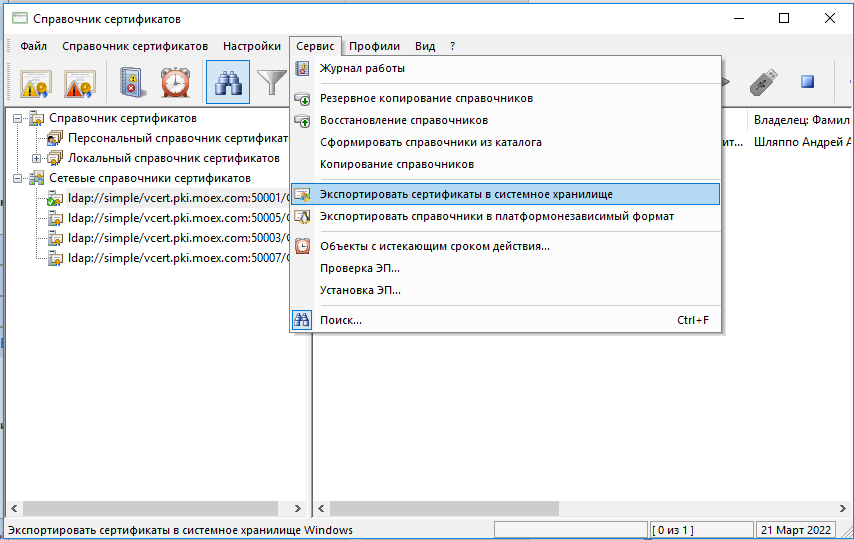 Справочник сертификатов
Файл Справочник сертификатов Настройки Сервис Профили Вид ?
Журнал работы
Резервное копирование справочников
Восстановление справочников
Сформировать справочники из каталога
Копирование справочников
Экспортировать сертификаты в системное хранилище
Экспортировать справочники в платформонезависимый формат
Объекты с истекающим сроком действия...
Проверка ЭП...
Установка ЭП...
Поиск... Ctrl+F
Справочник сертификатов
Персональный справочник сертификат
Локальный справочник сертификатов
Сетевые справочники сертификатов
ldap://simple/vcert.pki.moex.com:50001/
ldap://simple/vcert.pki.moex.com:50005/
ldap://simple/vcert.pki.moex.com:50003/
ldap://simple/vcert.pki.moex.com:50007/
Владелец: Фамил
ит... Шляппо Андрей А
Экспортировать сертификаты в системное хранилище Windows [ 0 из 1 ] 21 Март 2022